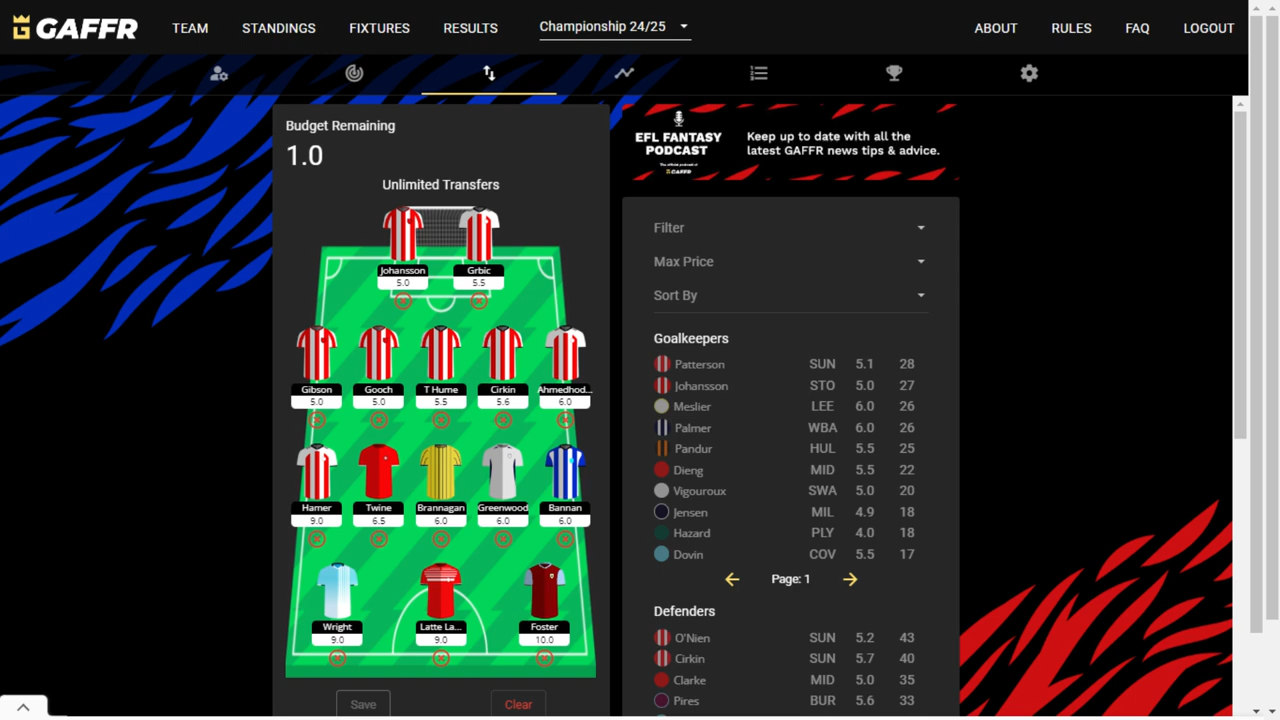 GAFFR TEAM STANDINGS FIXTURES RESULTS Championship 24/25 ABOUT RULES FAQ LOGOUT
Budget Remaining
1.0
Unlimited Transfers
Johansson Grbic
5.0 5.5
Gibson Gooch T Hume Cirkin Ahmedhod...
5.0 5.0 5.5 5.6 6.0
Hamer Twine Brannagan Greenwood Bannan
9.0 6.5 6.0 6.0 6.0
Wright Latte La... Foster
9.0 9.0 10.0
Save Clear
EFL FANTASY
PODCAST
Keep up to date with all the
latest GAFFR news tips & advice.
Filter
Max Price
Sort By
Goalkeepers
Patterson SUN 5.1 28
Johansson STO 5.0 27
Meslier LEE 6.0 26
Palmer WBA 6.0 26
Pandur HUL 5.5 25
Dieng MID 5.5 22
Vigouroux SWA 5.0 20
Jensen MIL 4.9 18
Hazard PLY 4.0 18
Dovin COV 5.5 17
Page: 1
Defenders
O'Nien SUN 5.2 43
Cirkin SUN 5.7 40
Clarke MID 5.0 35
Pires BUR 5.6 33